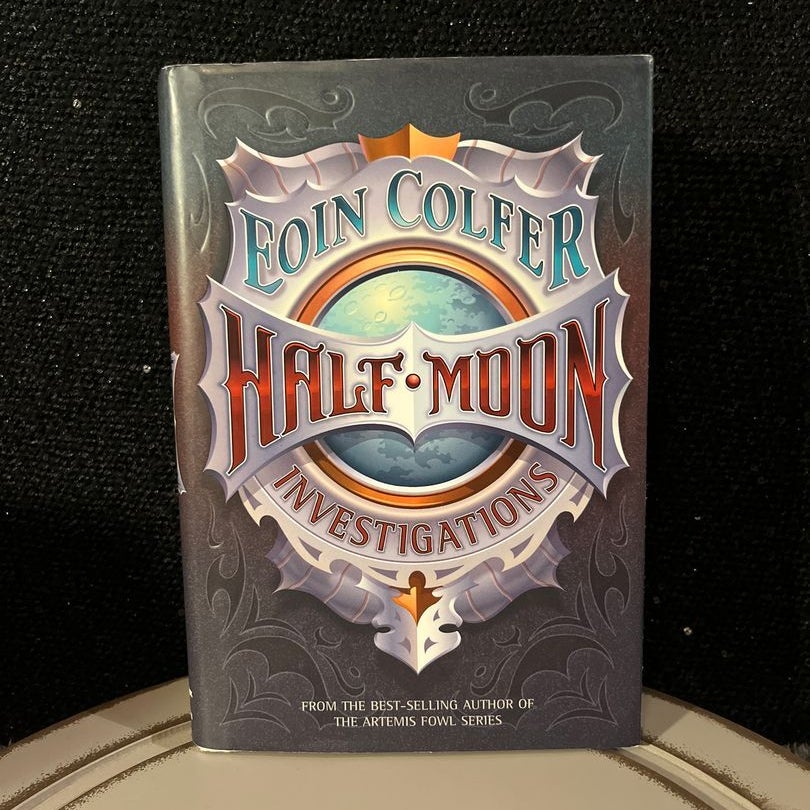 EOIN COLFER
HALF·MOON
INVESTIGATIONS
FROM THE BEST-SELLING AUTHOR OF
THE ARTEMIS FOWL SERIES